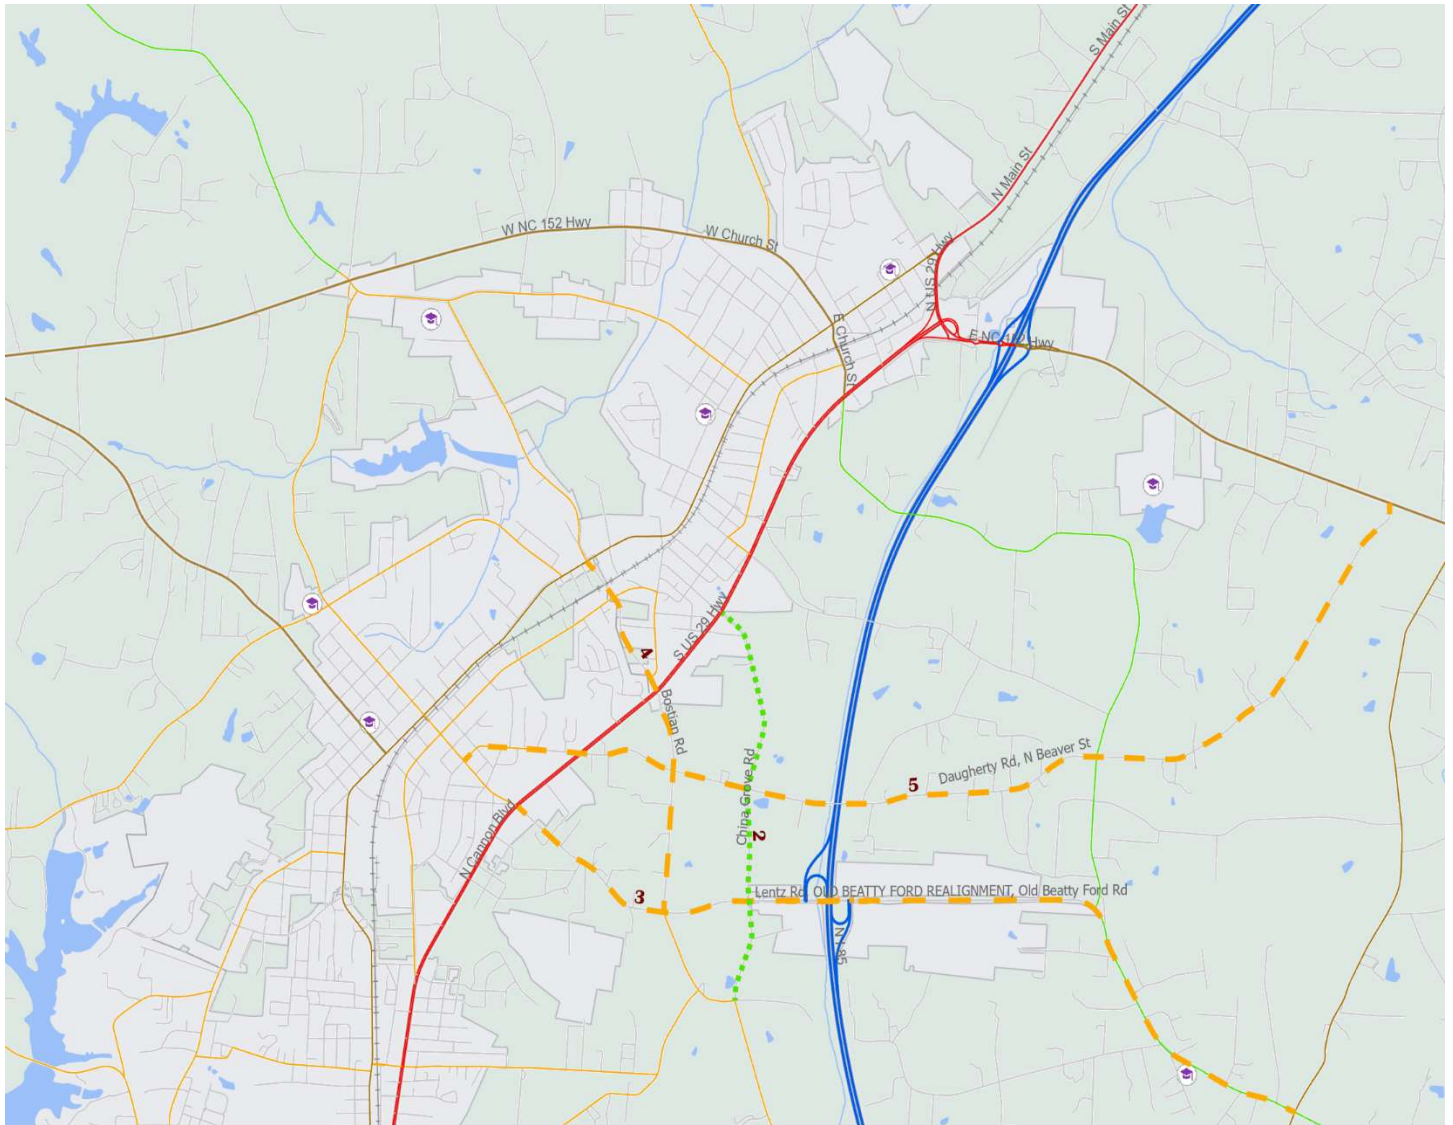 S Main St
N Main St
W NC 152 Hwy
W Church St
N US 29 Hwy
E Church St
E NC 152 Hwy
S US 29 Hwy
4
Bostian Rd
Daugherty Rd, N Beaver St
5
China Grove Rd
2
N Cannon Blvd
3
Lentz Rd, OLD BEATTY FORD REALIGNMENT, Old Beatty Ford Rd
N I 85